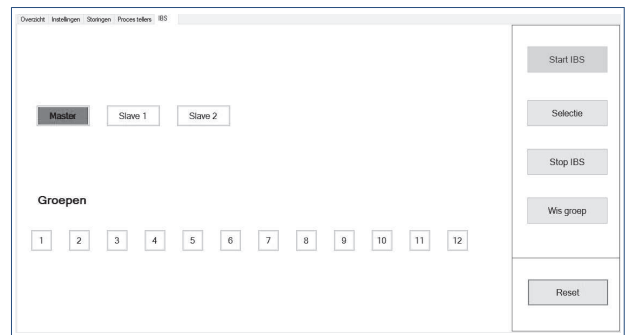 Overzicht Instellingen Storingen Proces tellers IBS
Start IBS
Master Slave 1 Slave 2
Selectie
Stop IBS
Groepen
Wis groep
1 2 3 4 5 6 7 8 9 10 11 12
Reset